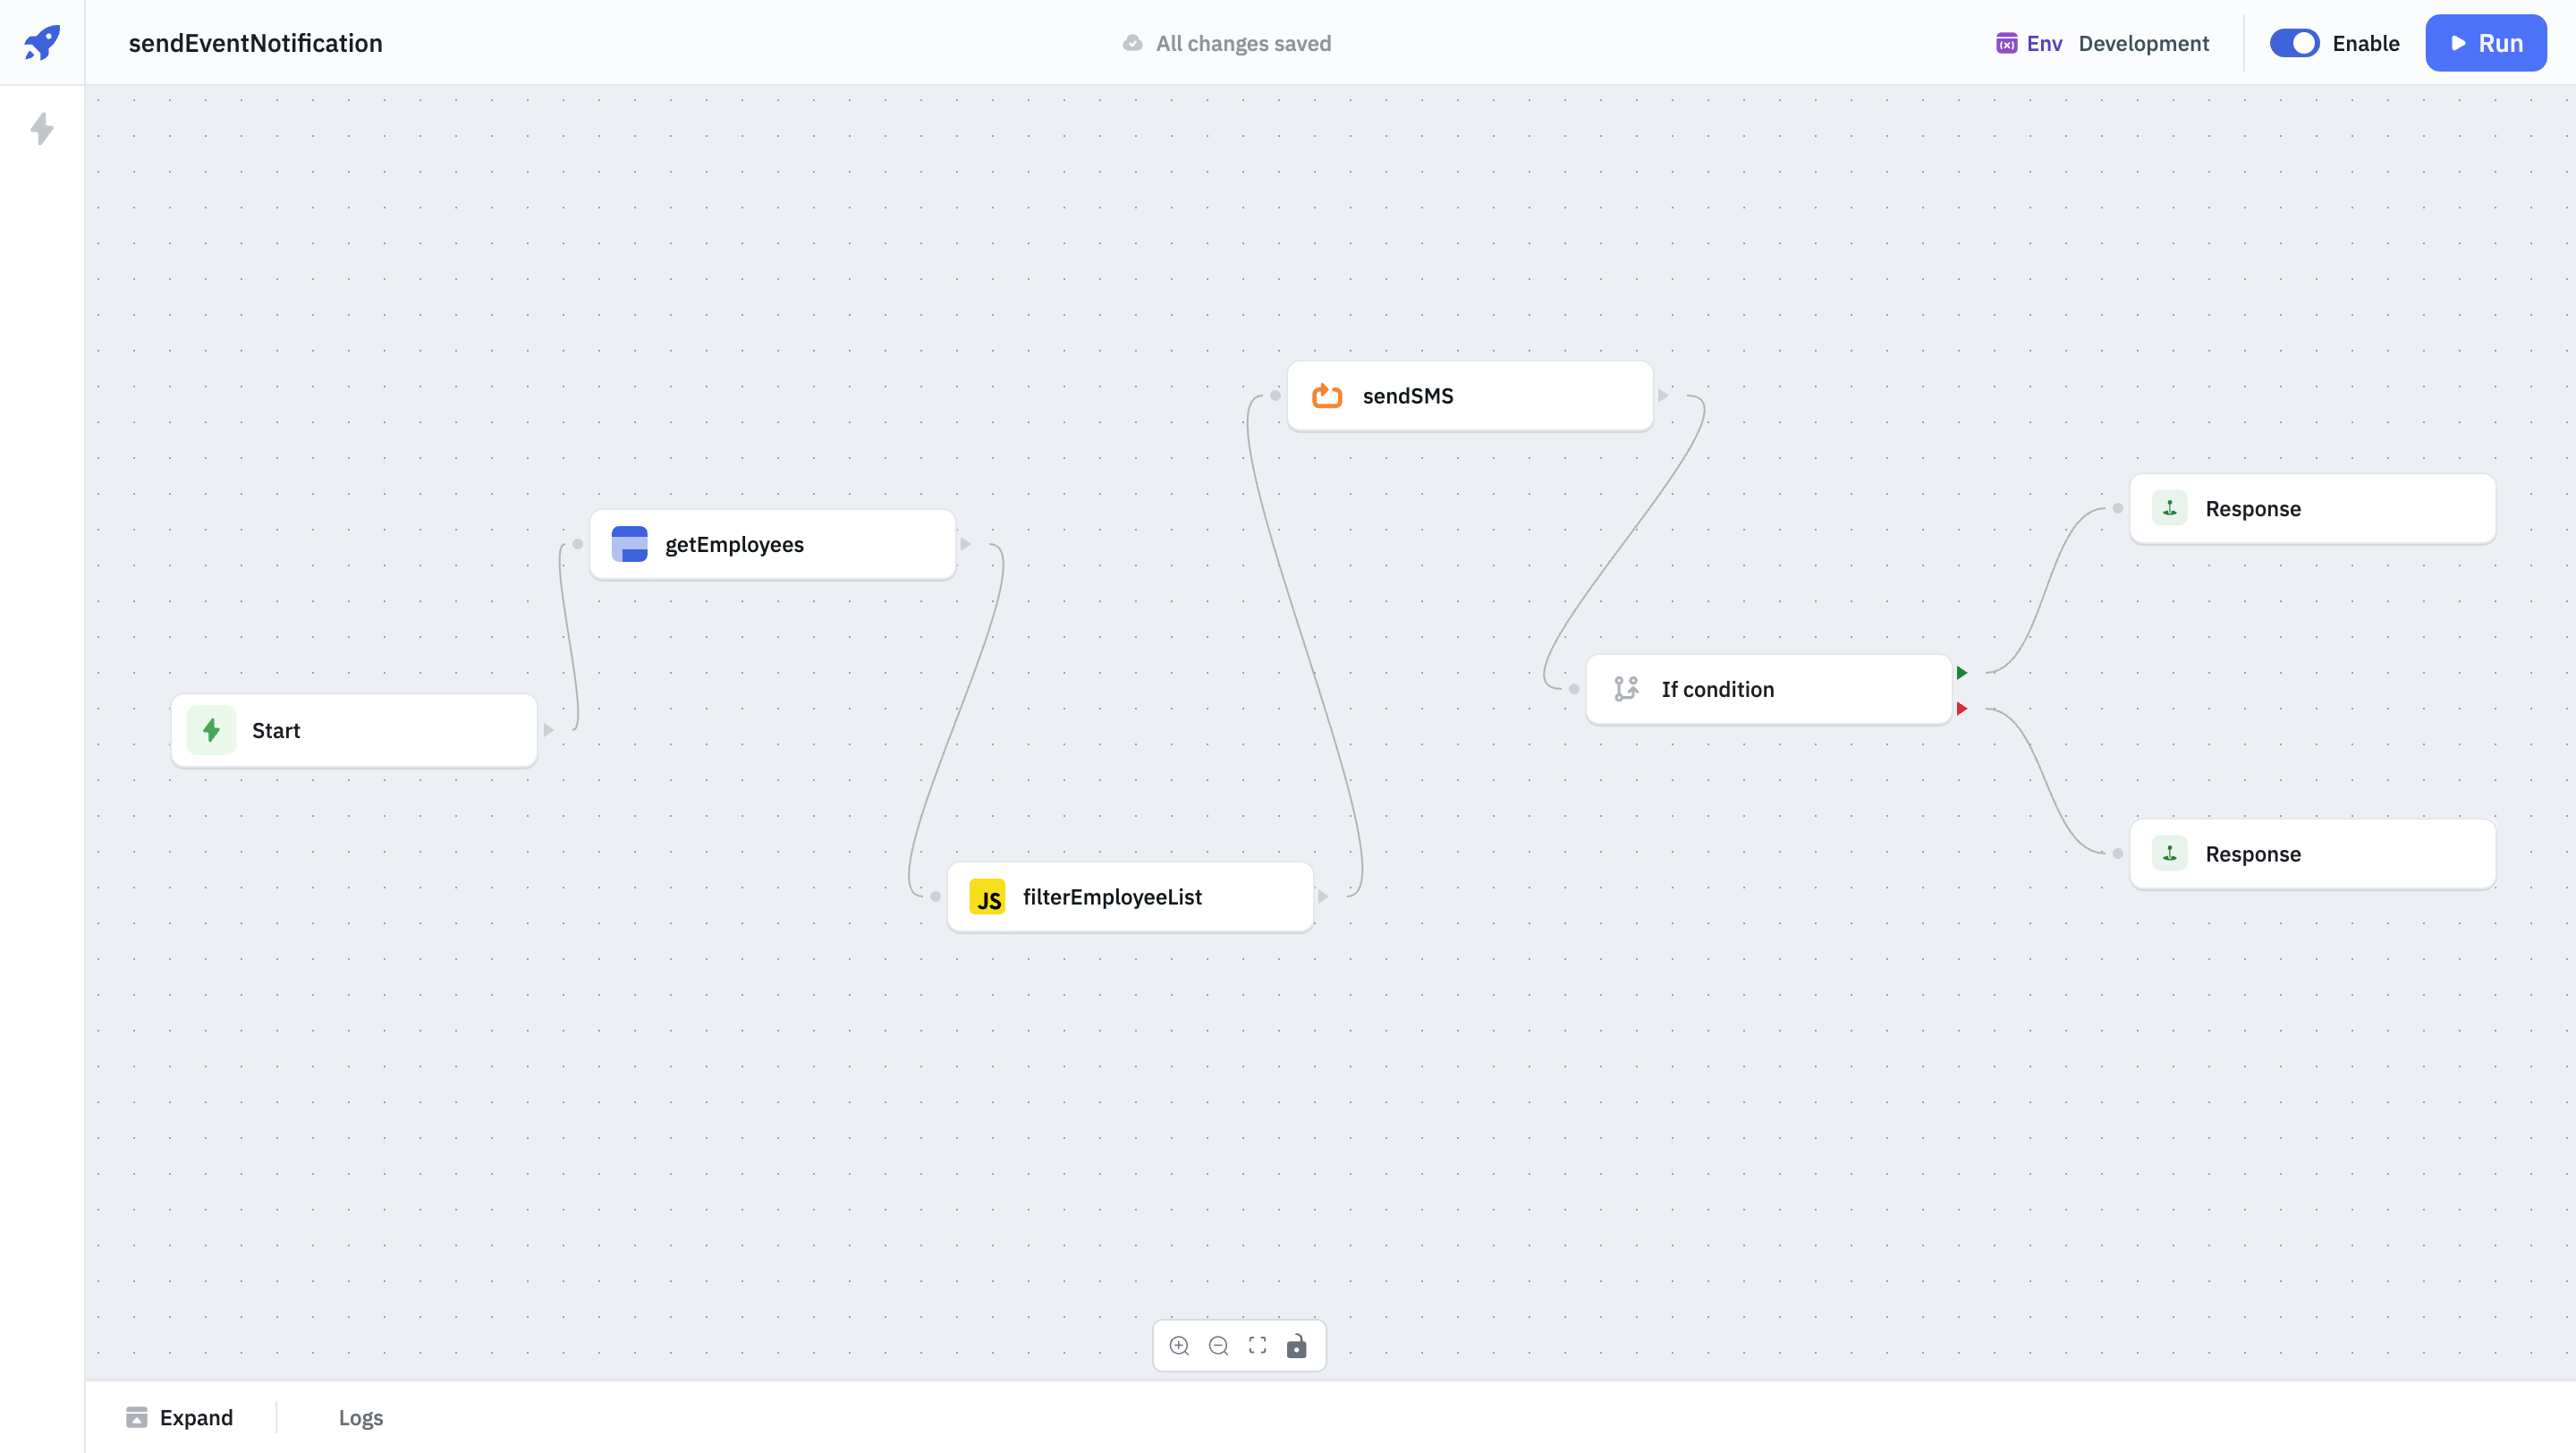 sendEventNotification
All changes saved
Env Development
Enable
Run
sendSMS
Response
getEmployees
If condition
Start
Response
JS filterEmployeeList
Expand
Logs